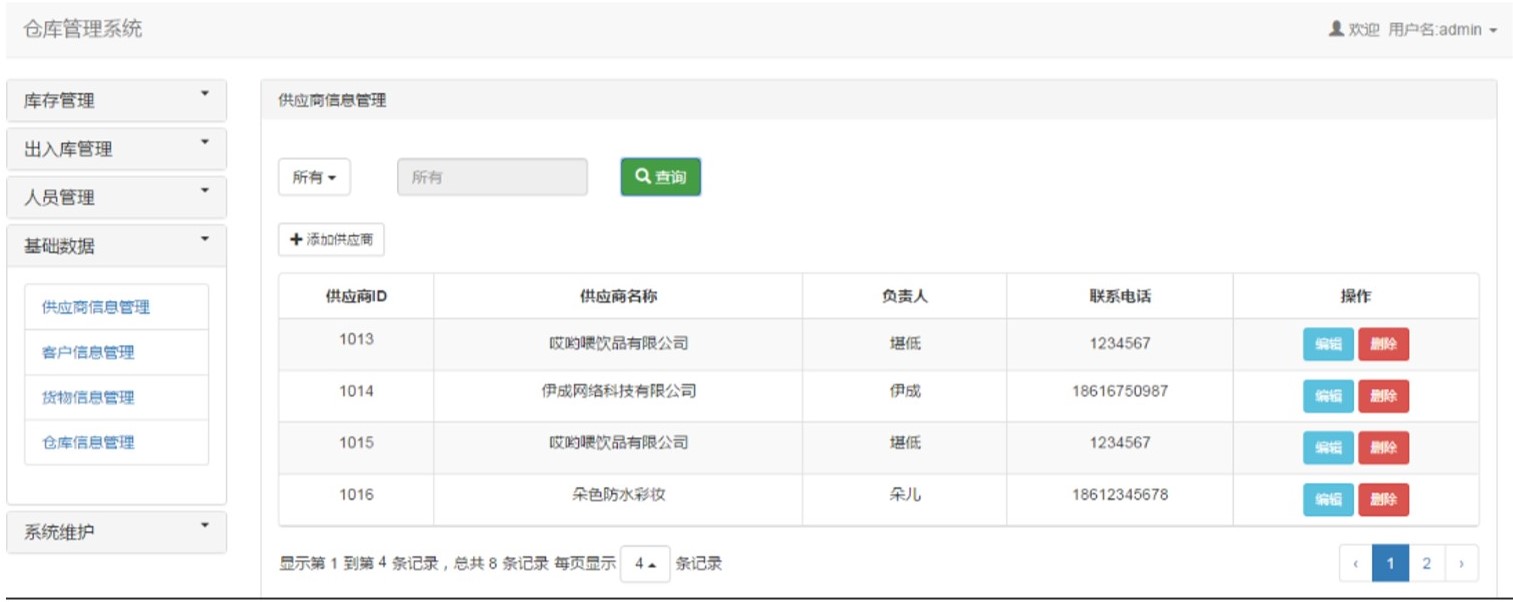 仓库管理系统
欢迎 用户名:admin
库存管理
出入库管理
人员管理
基础数据
供应商信息管理
客户信息管理
货物信息管理
仓库信息管理
系统维护
供应商信息管理
所有 所有 查询
添加供应商
供应商ID 供应商名称 负责人 联系电话 操作
1013 哎哟喂饮品有限公司 堪低 1234567 编辑 删除
1014 伊成网络科技有限公司 伊成 18616750987 编辑 删除
1015 哎哟喂饮品有限公司 堪低 1234567 编辑 删除
1016 朵色防水彩妆 朵儿 18612345678 编辑 删除
显示第 1 到第 4 条记录，总共 8 条记录 每页显示 4 条记录
‹ 1 2 ›